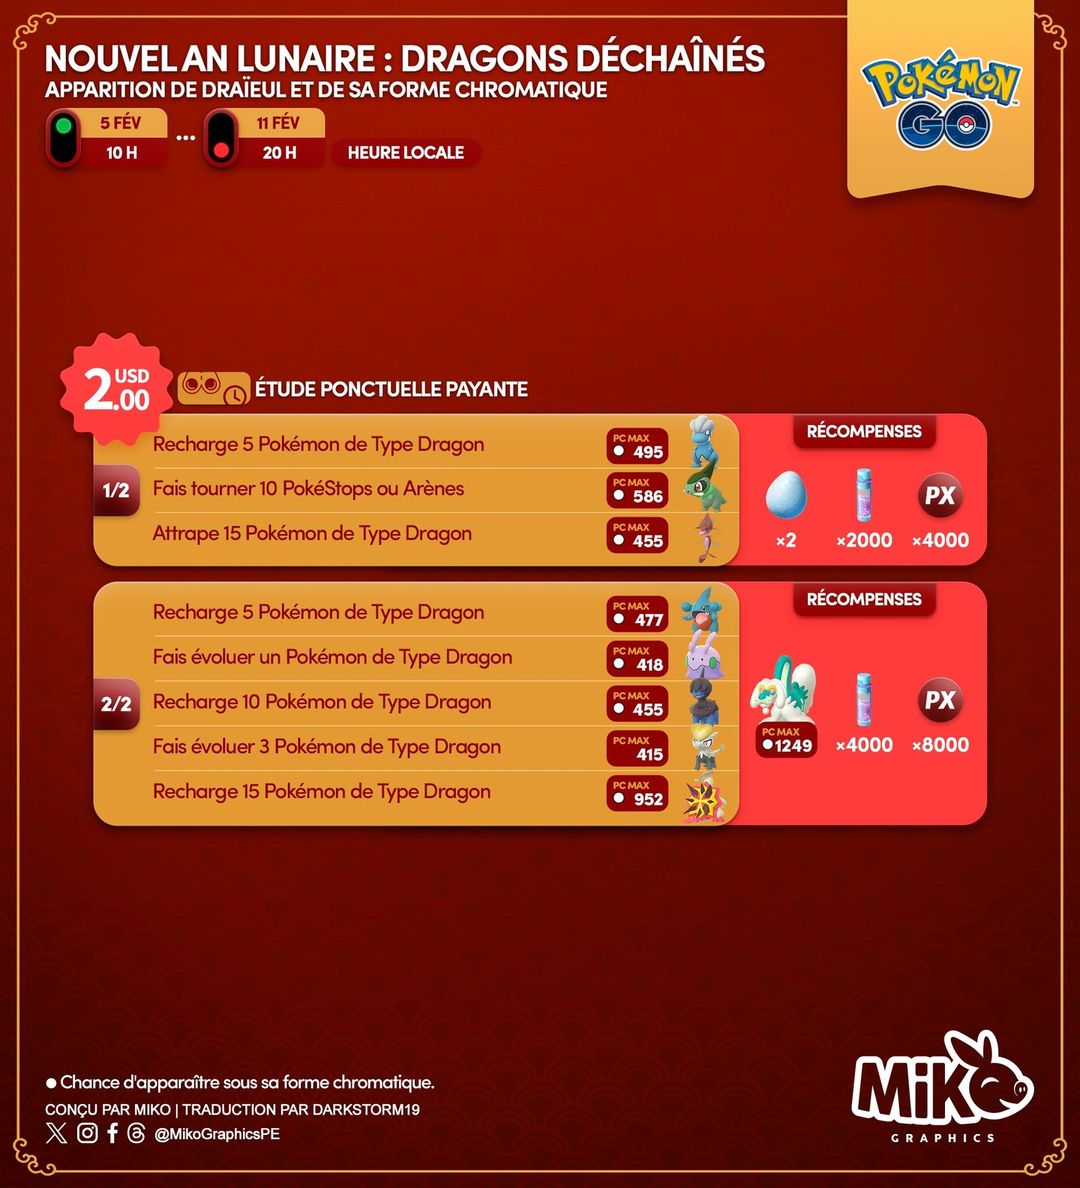 NOUVEL AN LUNAIRE : DRAGONS DÉCHAÎNÉS
APPARITION DE DRAÏEUL ET DE SA FORME CHROMATIQUE
5 FÉV
10 H
...
11 FÉV
20 H
HEURE LOCALE
POKÉMON
GO
2.00 USD
ÉTUDE PONCTUELLE PAYANTE
1/2
Recharge 5 Pokémon de Type Dragon
PC MAX
495
Fais tourner 10 PokéStops ou Arènes
PC MAX
586
Attrape 15 Pokémon de Type Dragon
PC MAX
455
RÉCOMPENSES
PX
×2
×2000
×4000
2/2
Recharge 5 Pokémon de Type Dragon
PC MAX
477
Fais évoluer un Pokémon de Type Dragon
PC MAX
418
Recharge 10 Pokémon de Type Dragon
PC MAX
455
Fais évoluer 3 Pokémon de Type Dragon
PC MAX
415
Recharge 15 Pokémon de Type Dragon
PC MAX
952
RÉCOMPENSES
PX
PC MAX
1249
×4000
×8000
Chance d'apparaître sous sa forme chromatique.
CONÇU PAR MIKO | TRADUCTION PAR DARKSTORM19
@MikoGraphicsPE
MiKO
GRAPHICS